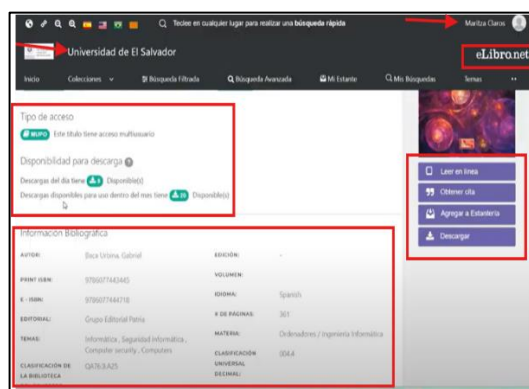 Teclee en cualquier lugar para realizar una búsqueda rápida
Maritza Claros
Universidad de El Salvador
eLibro.net
Inicio
Colecciones
Búsqueda Filtrada
Búsqueda Avanzada
Mi Estante
Mis Búsquedas
Temas
Tipo de acceso
MUPO Este título tiene acceso multiusuario
Disponibilidad para descarga
Descargas del día tiene Disponible(s)
Descargas disponibles para uso dentro del mes tiene 20 Disponible(s)
Leer en línea
Obtener cita
Agregar a Estantería
Descargar
Información Bibliográfica
AUTOR: Baca Urbina, Gabriel
EDICIÓN: -
PRINT ISBN: 9786077443445
VOLUMEN:
E - ISBN: 9786077444718
IDIOMA: Spanish
EDITORIAL: Grupo Editorial Patria
# DE PÁGINAS: 361
TEMAS: Informática , Seguridad informática ,
Computer security , Computers
MATERIA: Ordenadores / Ingeniería Informática
CLASIFICACIÓN DE
LA BIBLIOTECA
QA76.9.A25
CLASIFICACIÓN
UNIVERSAL
DECIMAL:
004.4